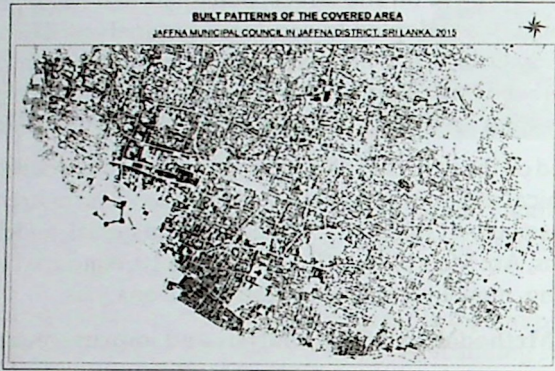 BUILT PATTERNS OF THE COVERED AREA
JAFFNA MUNICIPAL COUNCIL IN JAFFNA DISTRICT, SRI LANKA, 2015